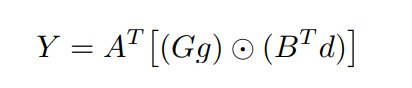 Y = A^T [(Gg) ⊙ (B^T d)]